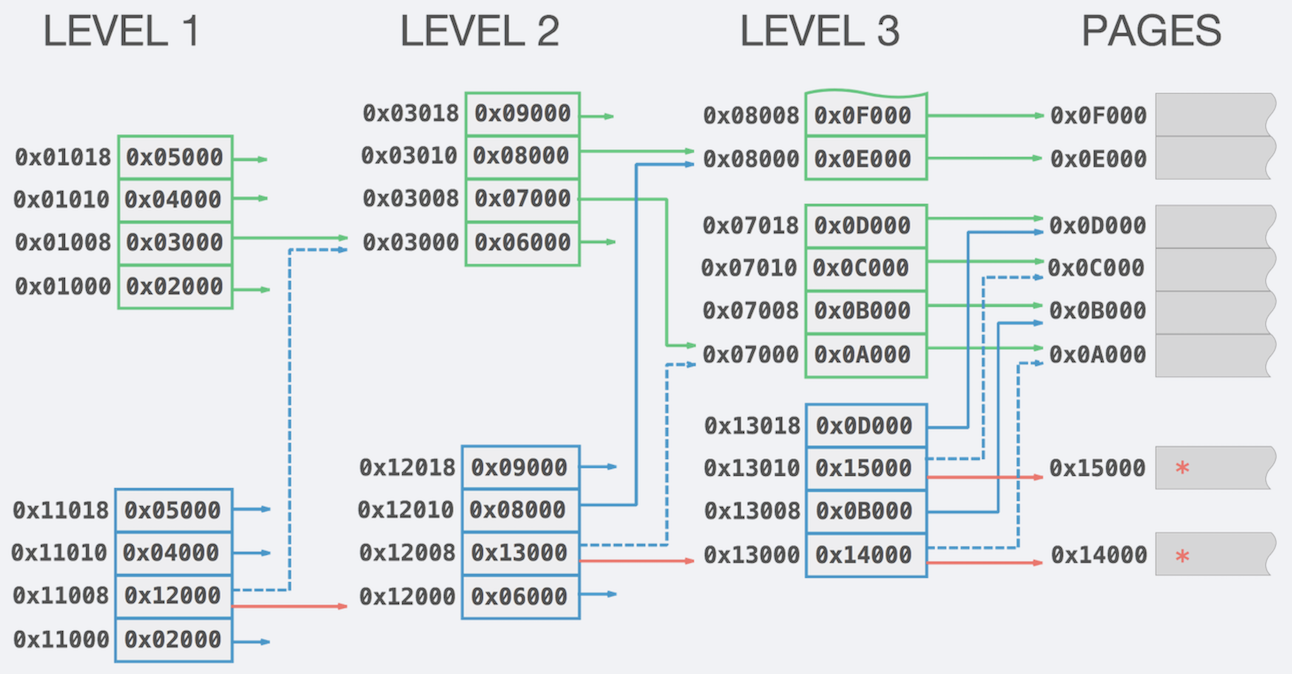 LEVEL 1
LEVEL 2
LEVEL 3
PAGES
0x01018 0x05000
0x01010 0x04000
0x01008 0x03000
0x01000 0x02000
0x11018 0x05000
0x11010 0x04000
0x11008 0x12000
0x11000 0x02000
0x03018 0x09000
0x03010 0x08000
0x03008 0x07000
0x03000 0x06000
0x12018 0x09000
0x12010 0x08000
0x12008 0x13000
0x12000 0x06000
0x08008 0x0F000
0x08000 0x0E000
0x07018 0x0D000
0x07010 0x0C000
0x07008 0x0B000
0x07000 0x0A000
0x13018 0x0D000
0x13010 0x15000
0x13008 0x0B000
0x13000 0x14000
0x0F000
0x0E000
0x0D000
0x0C000
0x0B000
0x0A000
0x15000 *
0x14000 *